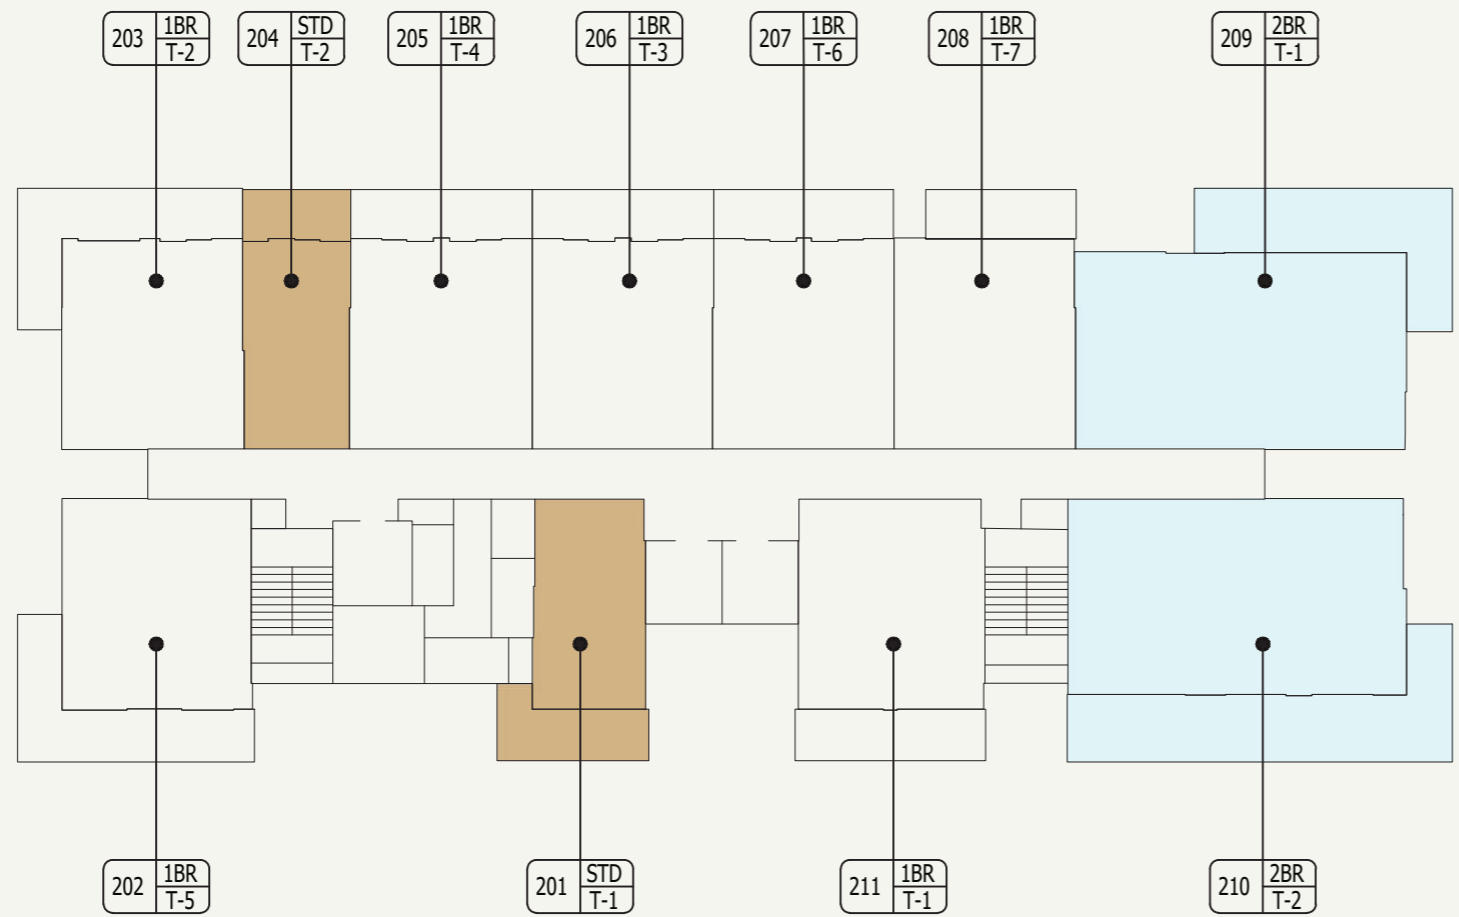 203 1BR T-2
204 STD T-2
205 1BR T-4
206 1BR T-3
207 1BR T-6
208 1BR T-7
209 2BR T-1
202 1BR T-5
201 STD T-1
211 1BR T-1
210 2BR T-2